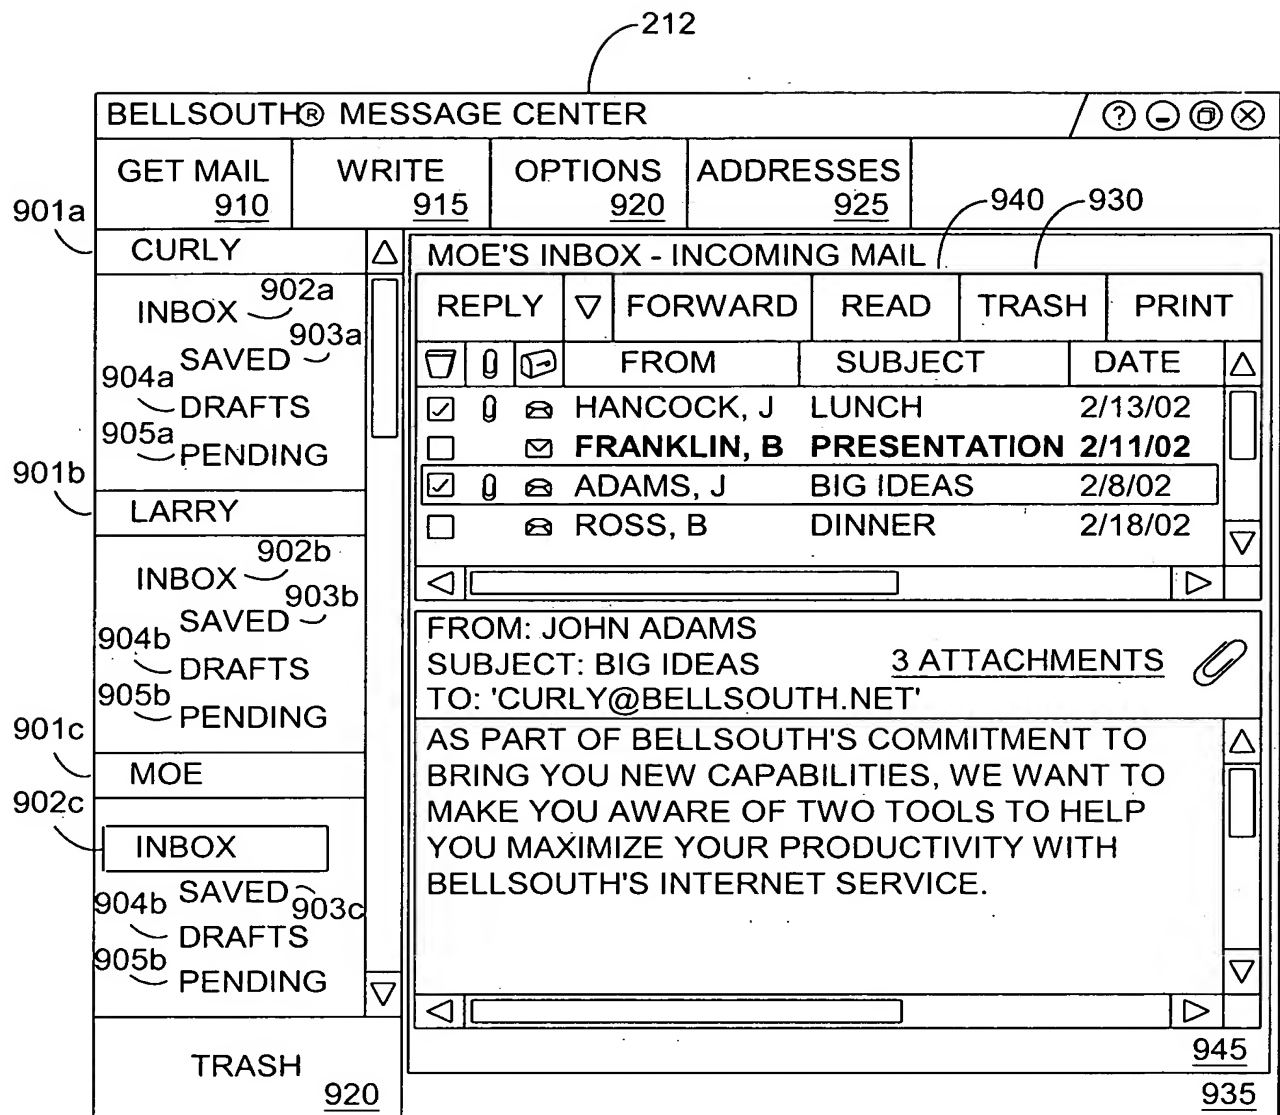 212
BELLSOUTH® MESSAGE CENTER
GET MAIL WRITE OPTIONS ADDRESSES
910 915 920 925
940 930
901a
CURLY
INBOX 902a
SAVED 903a
904a
DRAFTS
905a
PENDING
901b
LARRY
902b
INBOX
903b
SAVED
904b
DRAFTS
905b
PENDING
901c
MOE
902c
INBOX
SAVED 903c
904b
DRAFTS
905b
PENDING
TRASH
920
MOE'S INBOX - INCOMING MAIL
REPLY FORWARD READ TRASH PRINT
FROM SUBJECT DATE
HANCOCK, J LUNCH 2/13/02
FRANKLIN, B PRESENTATION 2/11/02
ADAMS, J BIG IDEAS 2/8/02
ROSS, B DINNER 2/18/02
FROM: JOHN ADAMS
SUBJECT: BIG IDEAS 3 ATTACHMENTS
TO: 'CURLY@BELLSOUTH.NET'
AS PART OF BELLSOUTH'S COMMITMENT TO
BRING YOU NEW CAPABILITIES, WE WANT TO
MAKE YOU AWARE OF TWO TOOLS TO HELP
YOU MAXIMIZE YOUR PRODUCTIVITY WITH
BELLSOUTH'S INTERNET SERVICE.
945
935